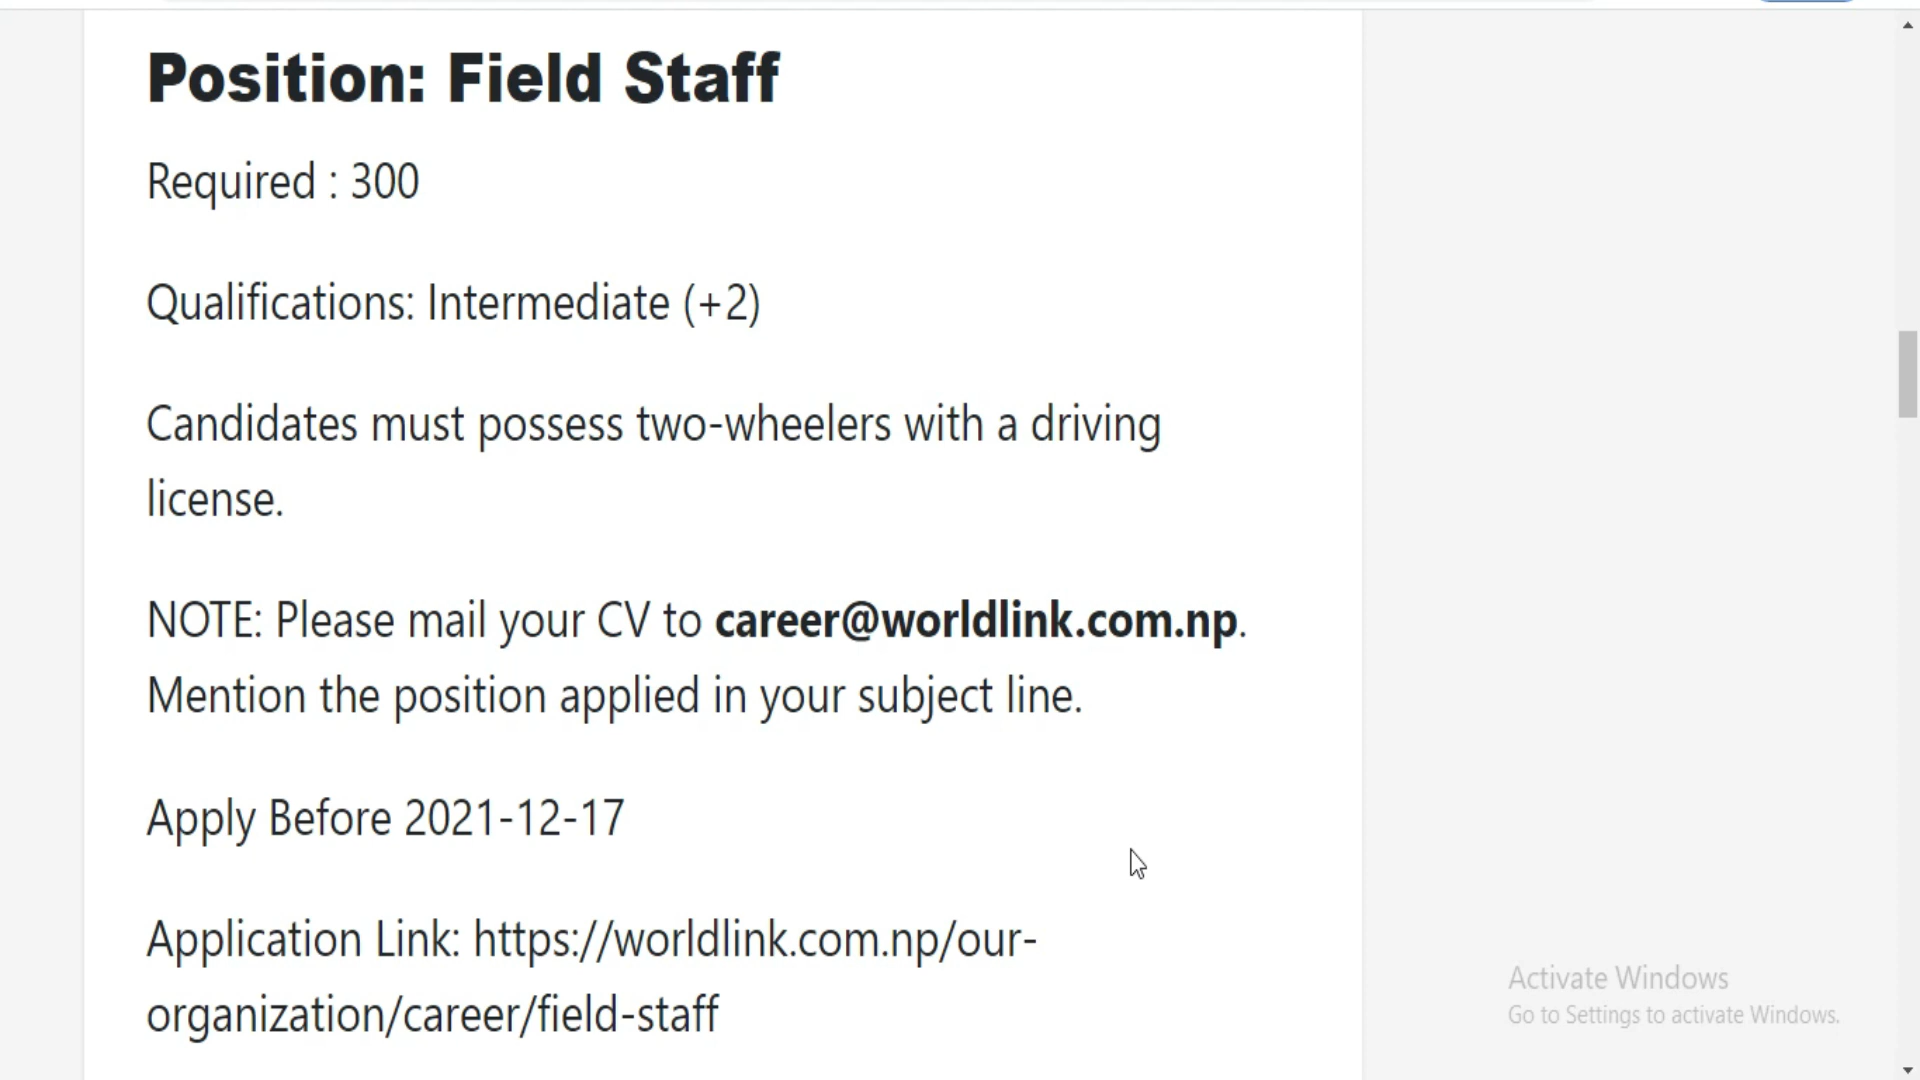 Position: Field Staff
Required : 300
Qualifications: Intermediate (+2)
Candidates must possess two-wheelers with a driving
license.
NOTE: Please mail your CV to career@worldlink.com.np.
Mention the position applied in your subject line.
Apply Before 2021-12-17
Application Link: https://worldlink.com.np/our-
organization/career/field-staff
Activate Windows
Go to Settings to activate Windows.